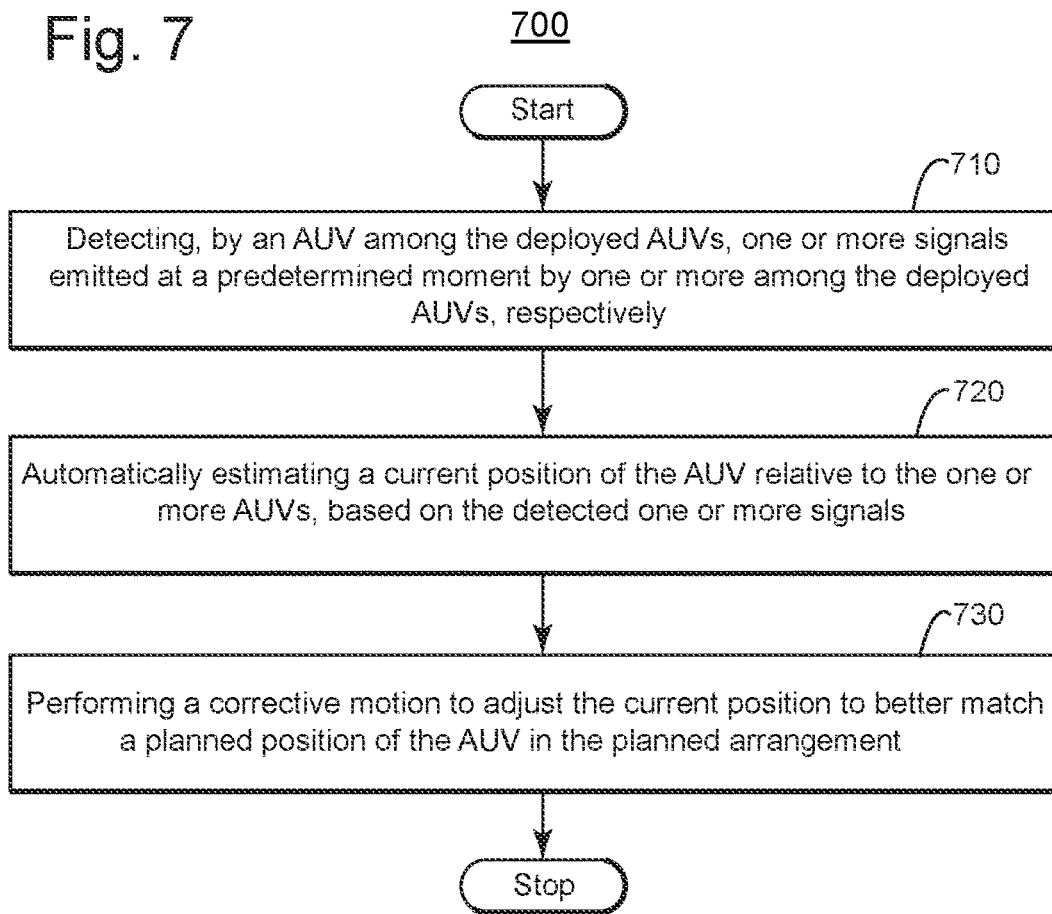 Fig. 7
700
Start
710
Detecting, by an AUV among the deployed AUVs, one or more signals
emitted at a predetermined moment by one or more among the deployed
AUVs, respectively
720
Automatically estimating a current position of the AUV relative to the one or
more AUVs, based on the detected one or more signals
730
Performing a corrective motion to adjust the current position to better match
a planned position of the AUV in the planned arrangement
Stop